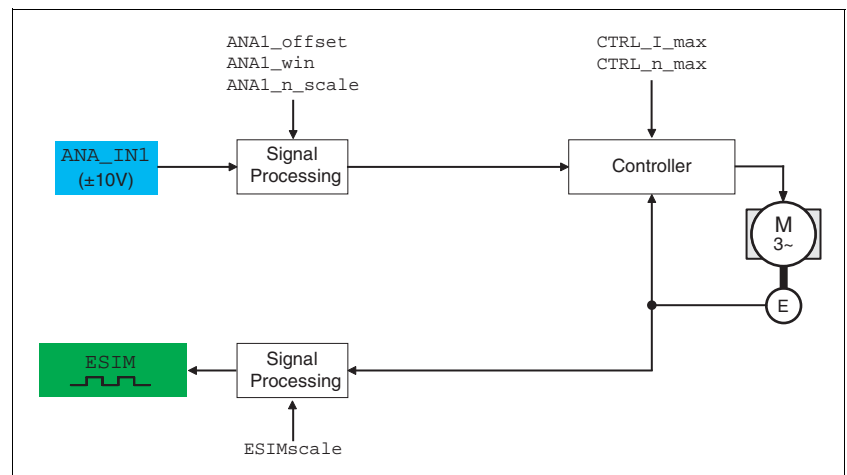 ANA1_offset
ANA1_win
ANA1_n_scale
CTRL_I_max
CTRL_n_max
ANA_IN1
(±10V)
Signal
Processing
Controller
M
3~
E
ESIM
Signal
Processing
ESIMscale